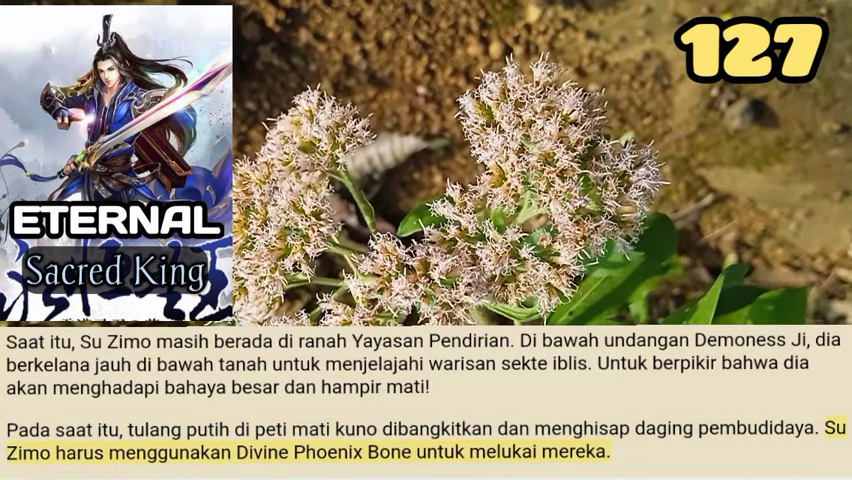 127
ETERNAL
Sacred King
Saat itu, Su Zimo masih berada di ranah Yayasan Pendirian. Di bawah undangan Demoness Ji, dia
berkelana jauh di bawah tanah untuk menjelajahi warisan sekte iblis. Untuk berpikir bahwa dia
akan menghadapi bahaya besar dan hampir mati!
Pada saat itu, tulang putih di peti mati kuno dibangkitkan dan menghisap daging pembudidaya. Su
Zimo harus menggunakan Divine Phoenix Bone untuk melukai mereka.